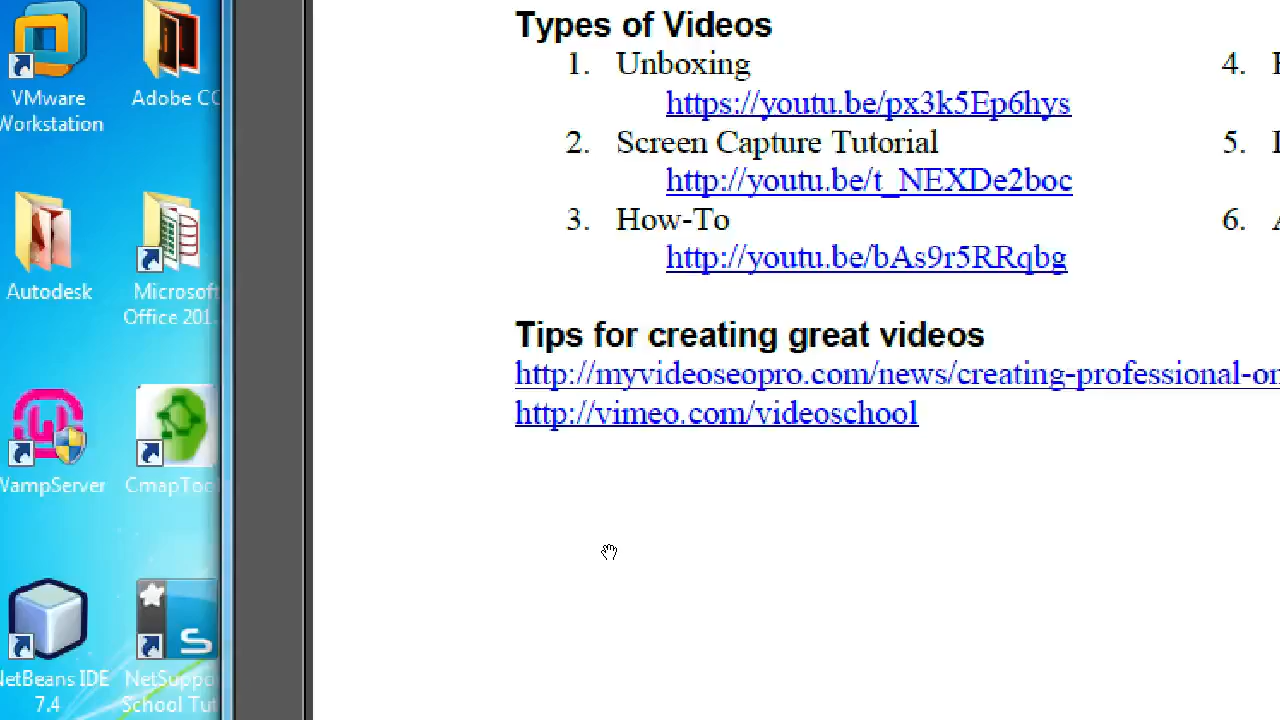 VMware
Workstation
Adobe CC
Autodesk
Microsoft
Office 201...
WampServer
CmapToo
NetBeans IDE
7.4
NetSuppo
School Tut
Types of Videos
1. Unboxing
https://youtu.be/px3k5Ep6hys
2. Screen Capture Tutorial
http://youtu.be/t_NEXDe2boc
3. How-To
http://youtu.be/bAs9r5RRqbg
4.
5.
6.
Tips for creating great videos
http://myvideoseopro.com/news/creating-professional-on
http://vimeo.com/videoschool